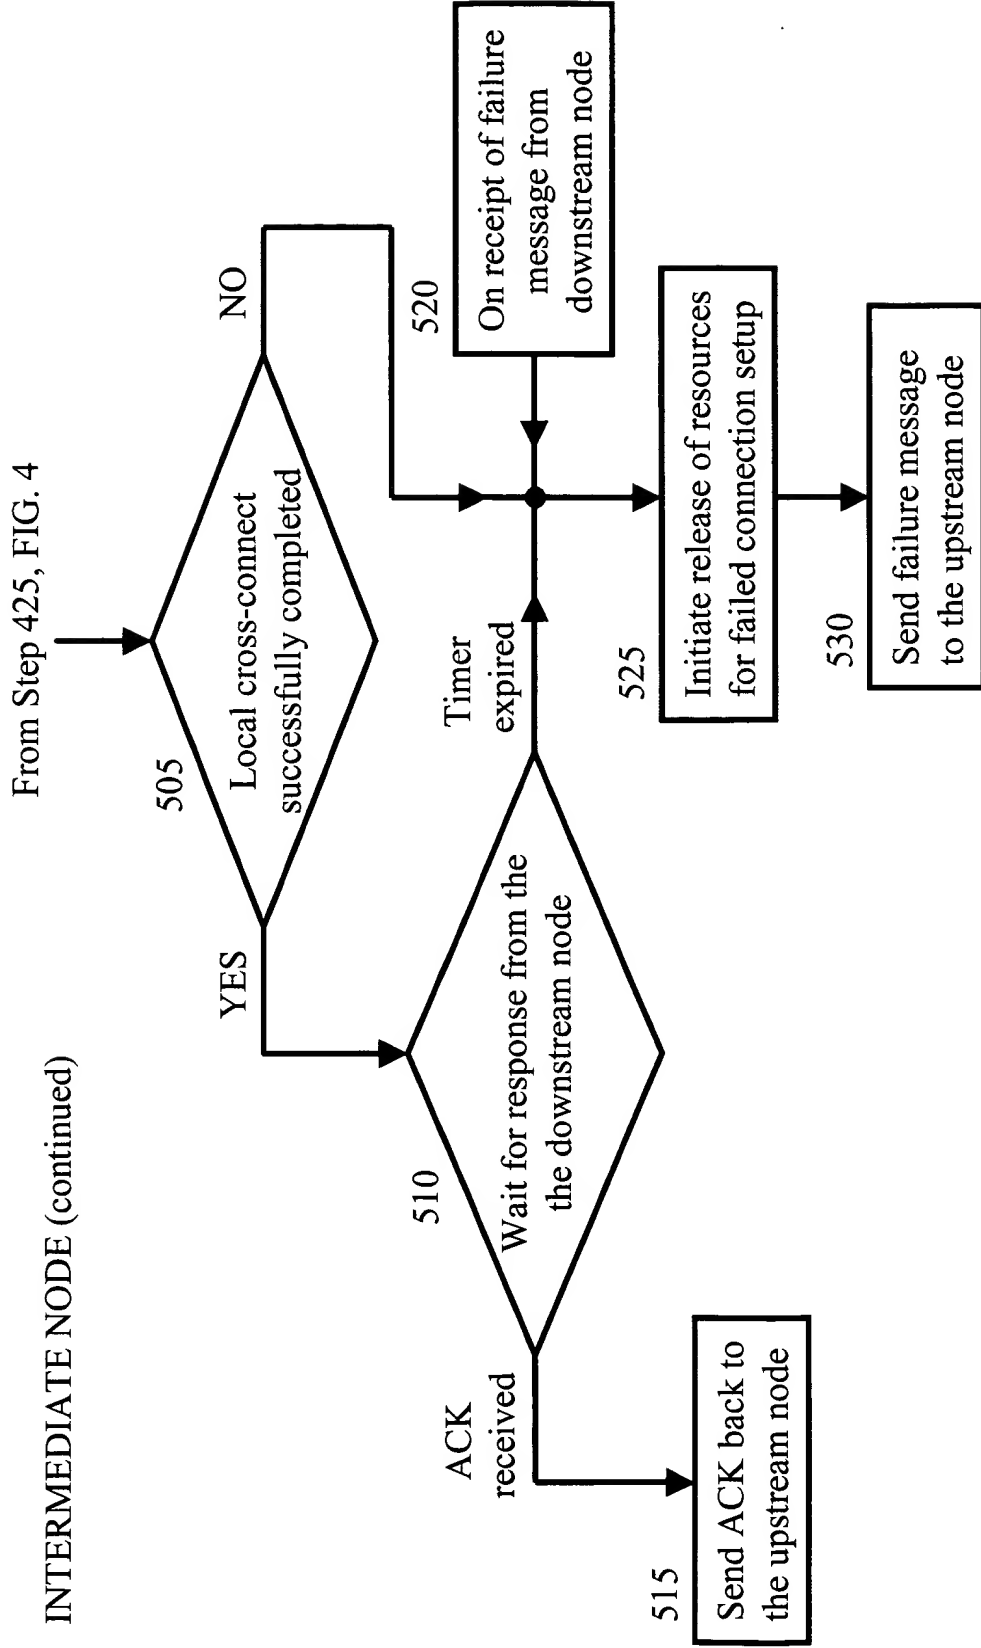 INTERMEDIATE NODE (continued)
From Step 425, FIG. 4
505
Local cross-connect
successfully completed
YES
NO
510
Wait for response from the
the downstream node
ACK
received
Timer
expired
515
Send ACK back to
the upstream node
520
On receipt of failure
message from
downstream node
525
Initiate release of resources
for failed connection setup
530
Send failure message
to the upstream node